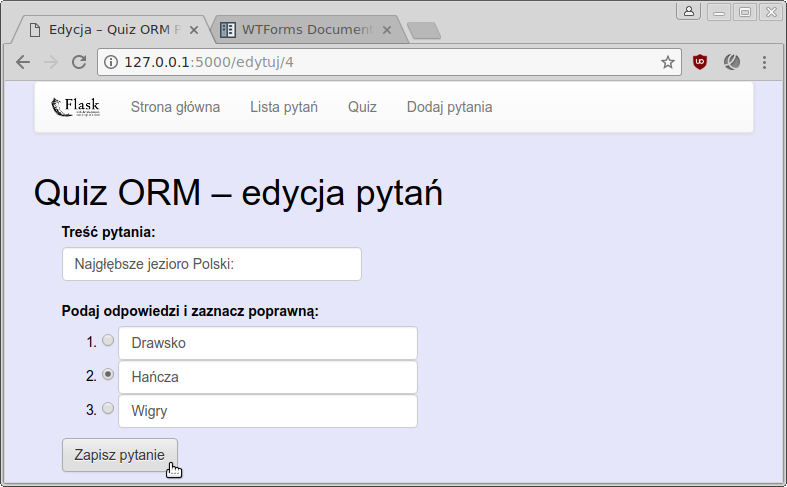 Edycja – Quiz ORM
WTForms Document
127.0.0.1:5000/edytuj/4
Flask
Strona główna
Lista pytań
Quiz
Dodaj pytania
Quiz ORM – edycja pytań
Treść pytania:
Najgłębsze jezioro Polski:
Podaj odpowiedzi i zaznacz poprawną:
1. Drawsko
2. Hańcza
3. Wigry
Zapisz pytanie